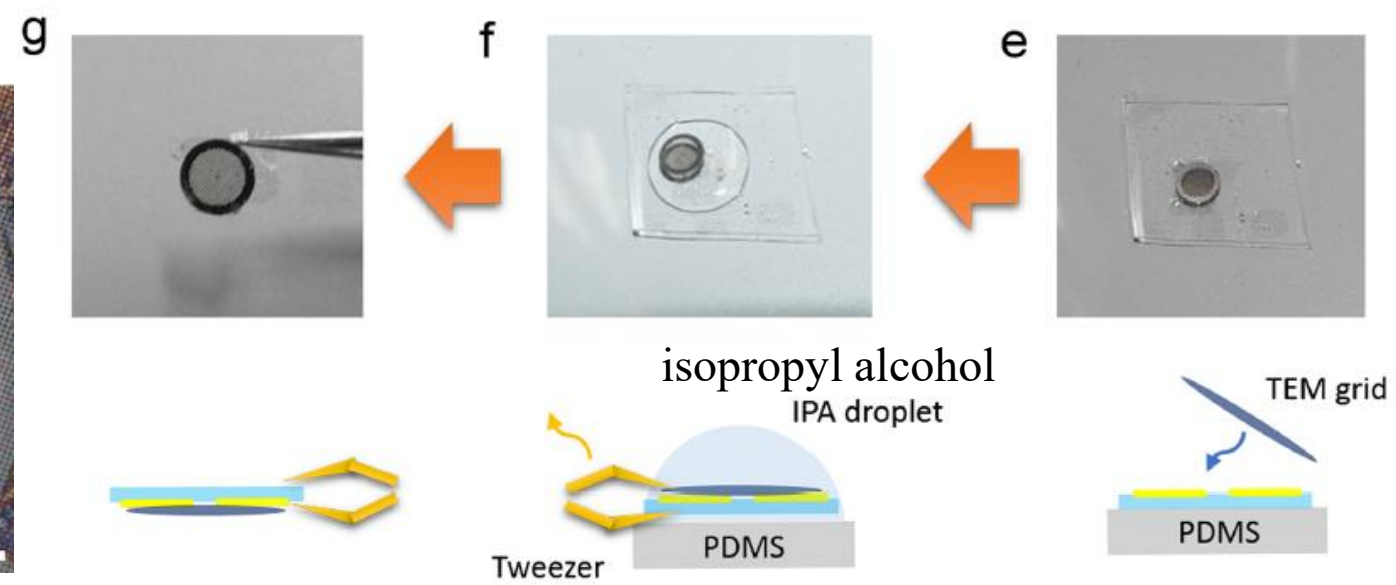 g
f
e
isopropyl alcohol
TEM grid
IPA droplet
PDMS
PDMS
Tweezer